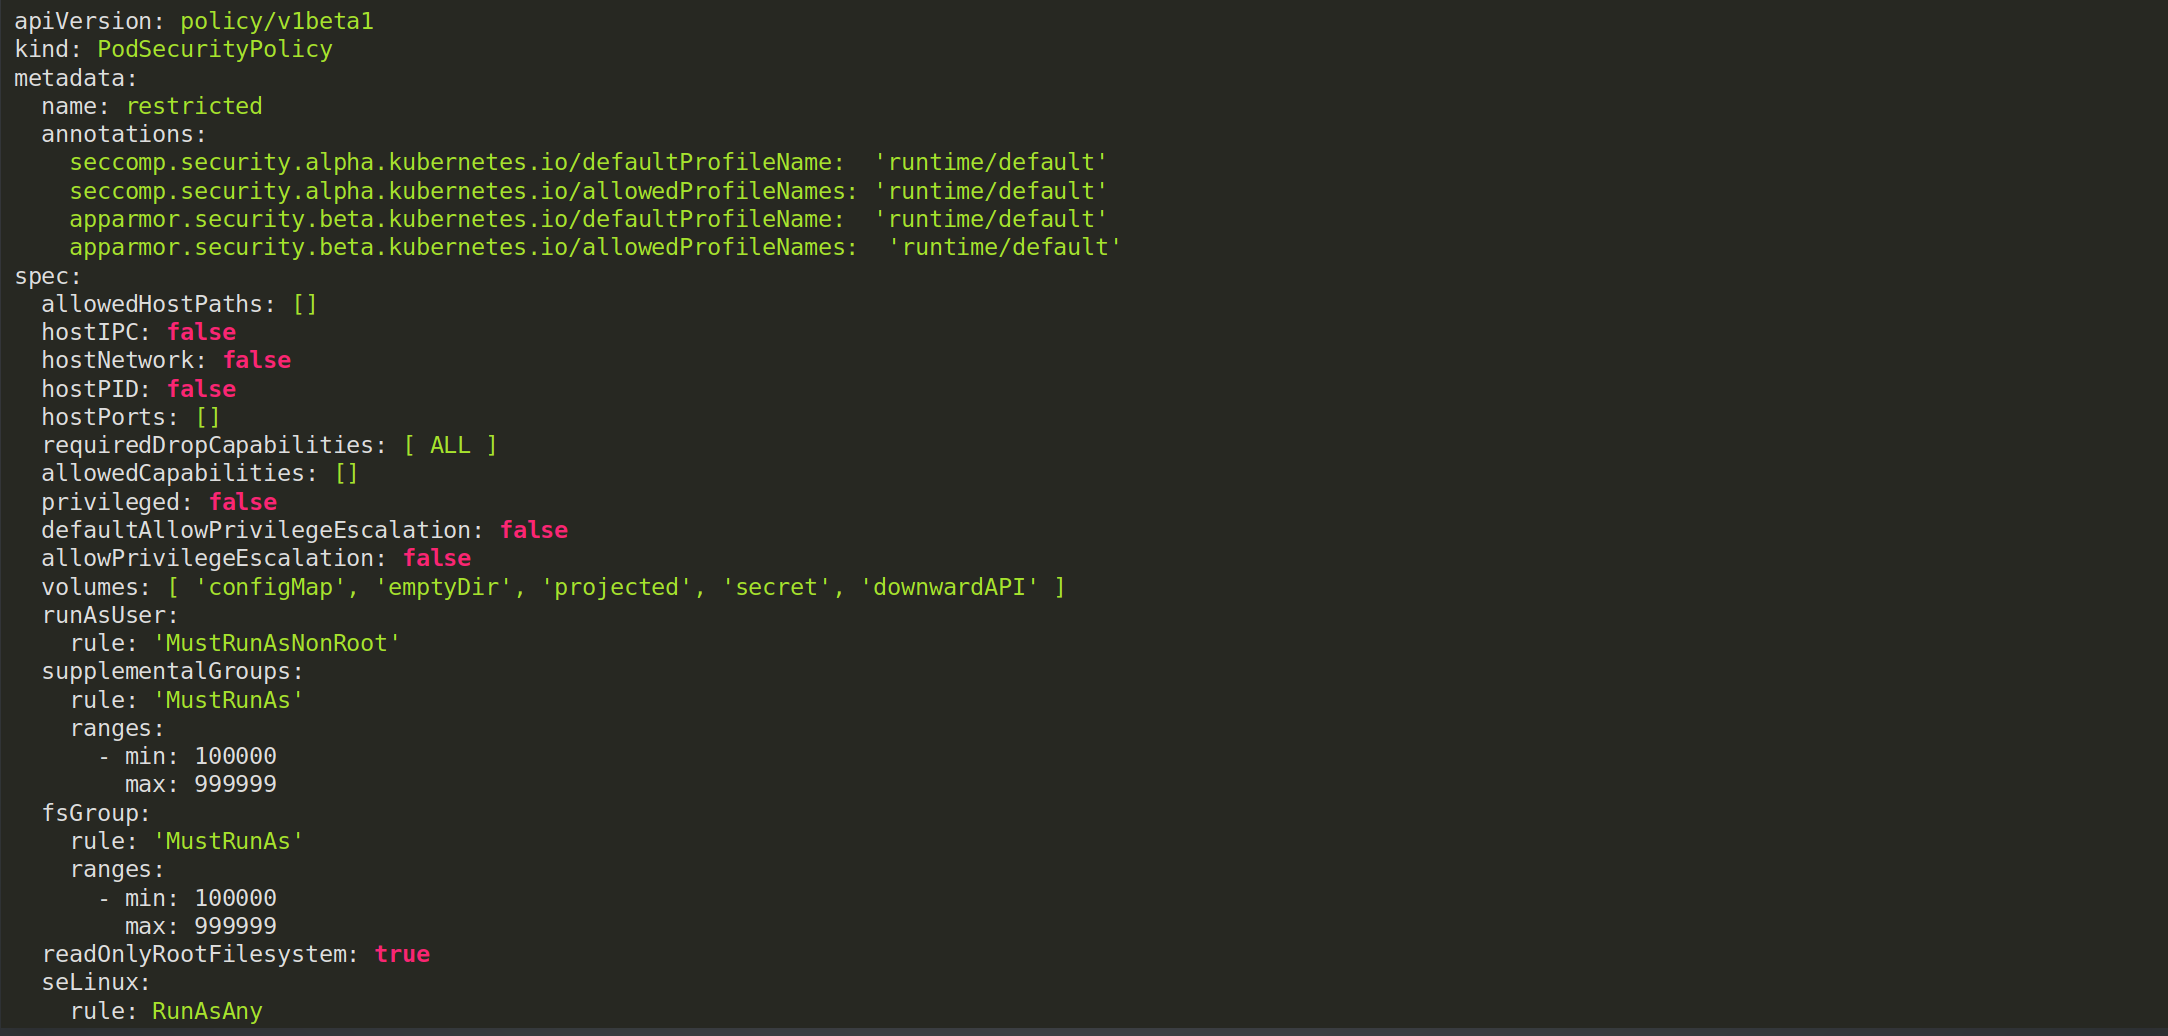 apiVersion: policy/v1beta1
kind: PodSecurityPolicy
metadata:
  name: restricted
  annotations:
    seccomp.security.alpha.kubernetes.io/defaultProfileName:  'runtime/default'
    seccomp.security.alpha.kubernetes.io/allowedProfileNames: 'runtime/default'
    apparmor.security.beta.kubernetes.io/defaultProfileName:  'runtime/default'
    apparmor.security.beta.kubernetes.io/allowedProfileNames:  'runtime/default'
spec:
  allowedHostPaths: []
  hostIPC: false
  hostNetwork: false
  hostPID: false
  hostPorts: []
  requiredDropCapabilities: [ ALL ]
  allowedCapabilities: []
  privileged: false
  defaultAllowPrivilegeEscalation: false
  allowPrivilegeEscalation: false
  volumes: [ 'configMap', 'emptyDir', 'projected', 'secret', 'downwardAPI' ]
  runAsUser:
    rule: 'MustRunAsNonRoot'
  supplementalGroups:
    rule: 'MustRunAs'
    ranges:
      - min: 100000
        max: 999999
  fsGroup:
    rule: 'MustRunAs'
    ranges:
      - min: 100000
        max: 999999
  readOnlyRootFilesystem: true
  seLinux:
    rule: RunAsAny